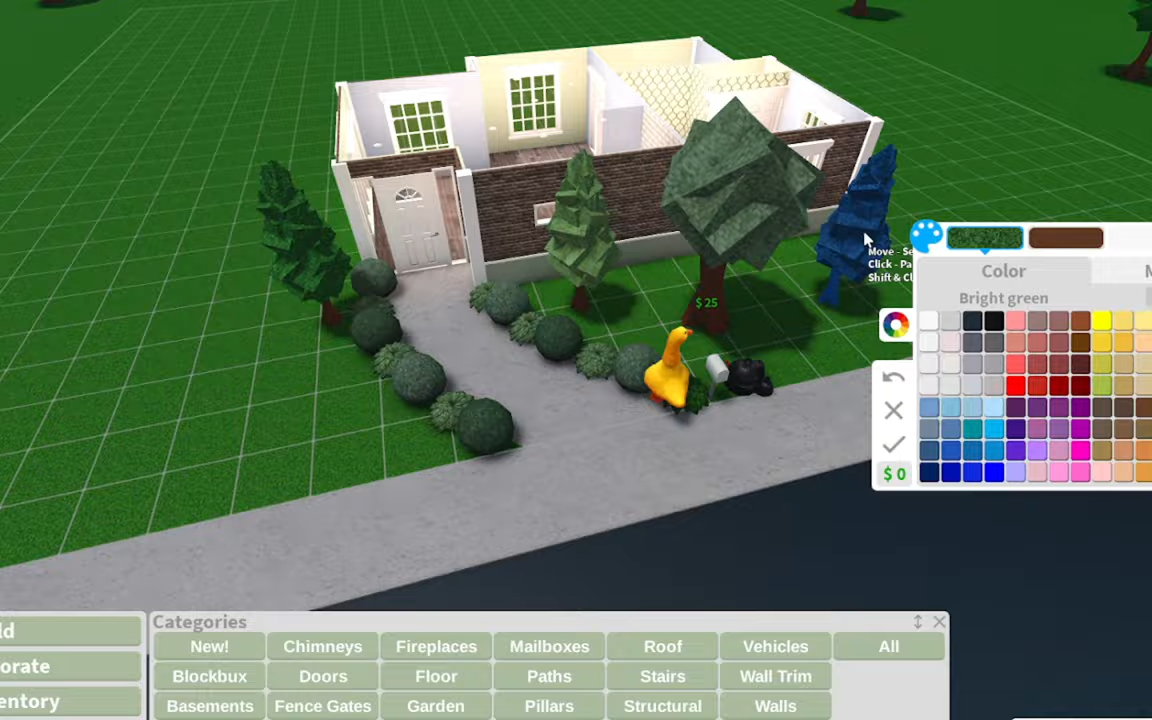 Move - Se
Click - Pa
Shift & Cl
Color
M
Bright green
$25
$ 0
ld
orate
entory
Categories
New!
Chimneys
Fireplaces
Mailboxes
Roof
Vehicles
All
Blockbux
Doors
Floor
Paths
Stairs
Wall Trim
Basements
Fence Gates
Garden
Pillars
Structural
Walls